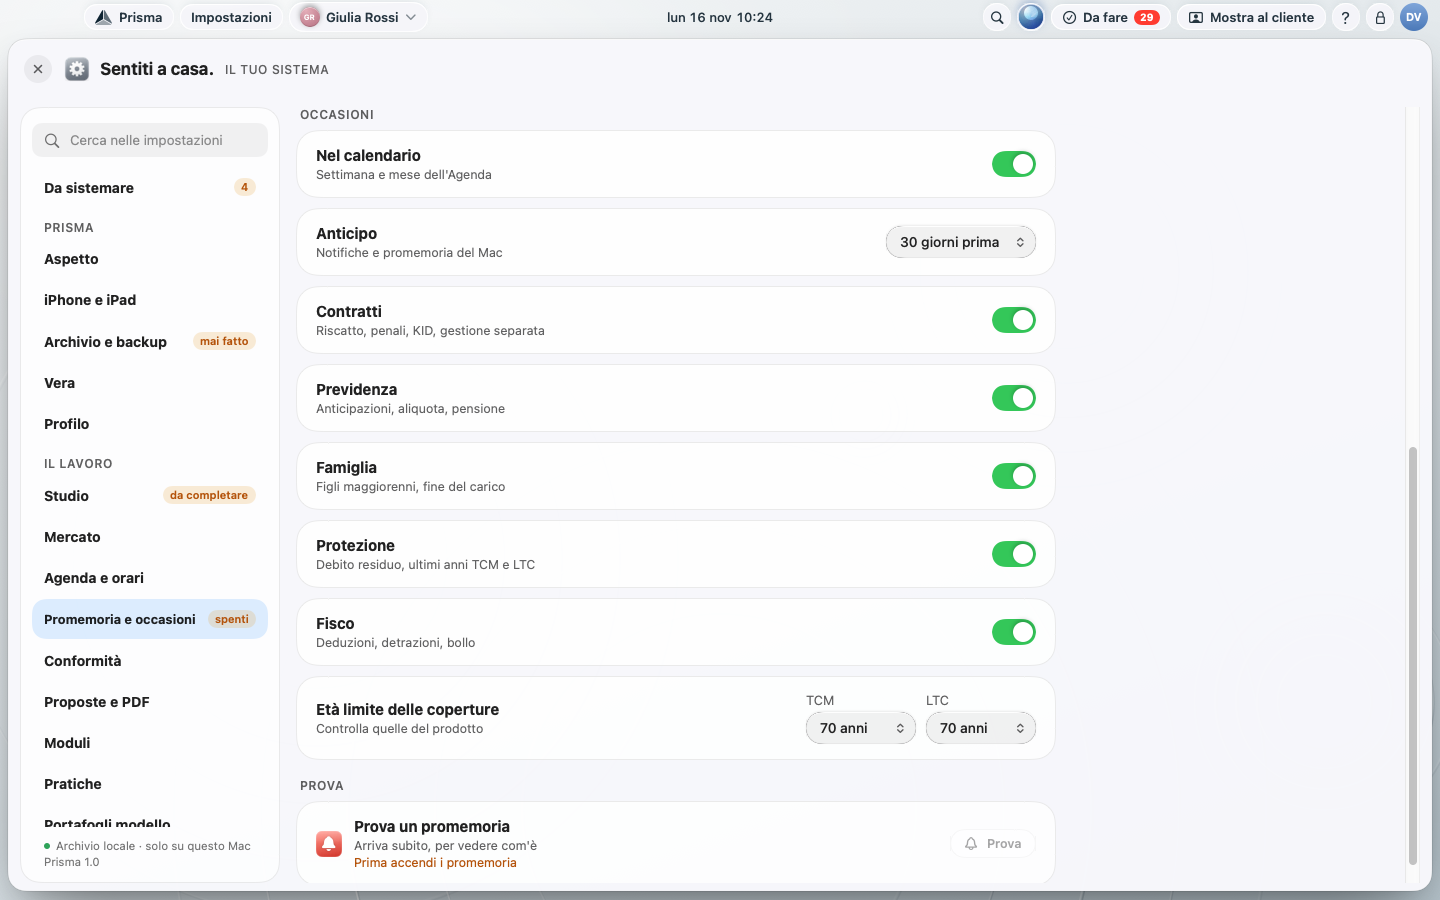 Prisma
Impostazioni
GR Giulia Rossi
lun 16 nov 10:24
Da fare 29
Mostra al cliente
?
DV
Sentiti a casa. IL TUO SISTEMA
Cerca nelle impostazioni
Da sistemare 4
PRISMA
Aspetto
iPhone e iPad
Archivio e backup mai fatto
Vera
Profilo
IL LAVORO
Studio da completare
Mercato
Agenda e orari
Promemoria e occasioni spenti
Conformità
Proposte e PDF
Moduli
Pratiche
Portafogli modello
Archivio locale · solo su questo Mac
Prisma 1.0
OCCASIONI
Nel calendario
Settimana e mese dell'Agenda
Anticipo
Notifiche e promemoria del Mac
30 giorni prima
Contratti
Riscatto, penali, KID, gestione separata
Previdenza
Anticipazioni, aliquota, pensione
Famiglia
Figli maggiorenni, fine del carico
Protezione
Debito residuo, ultimi anni TCM e LTC
Fisco
Deduzioni, detrazioni, bollo
Età limite delle coperture
Controlla quelle del prodotto
TCM
70 anni
LTC
70 anni
PROVA
Prova un promemoria
Arriva subito, per vedere com'è
Prima accendi i promemoria
Prova